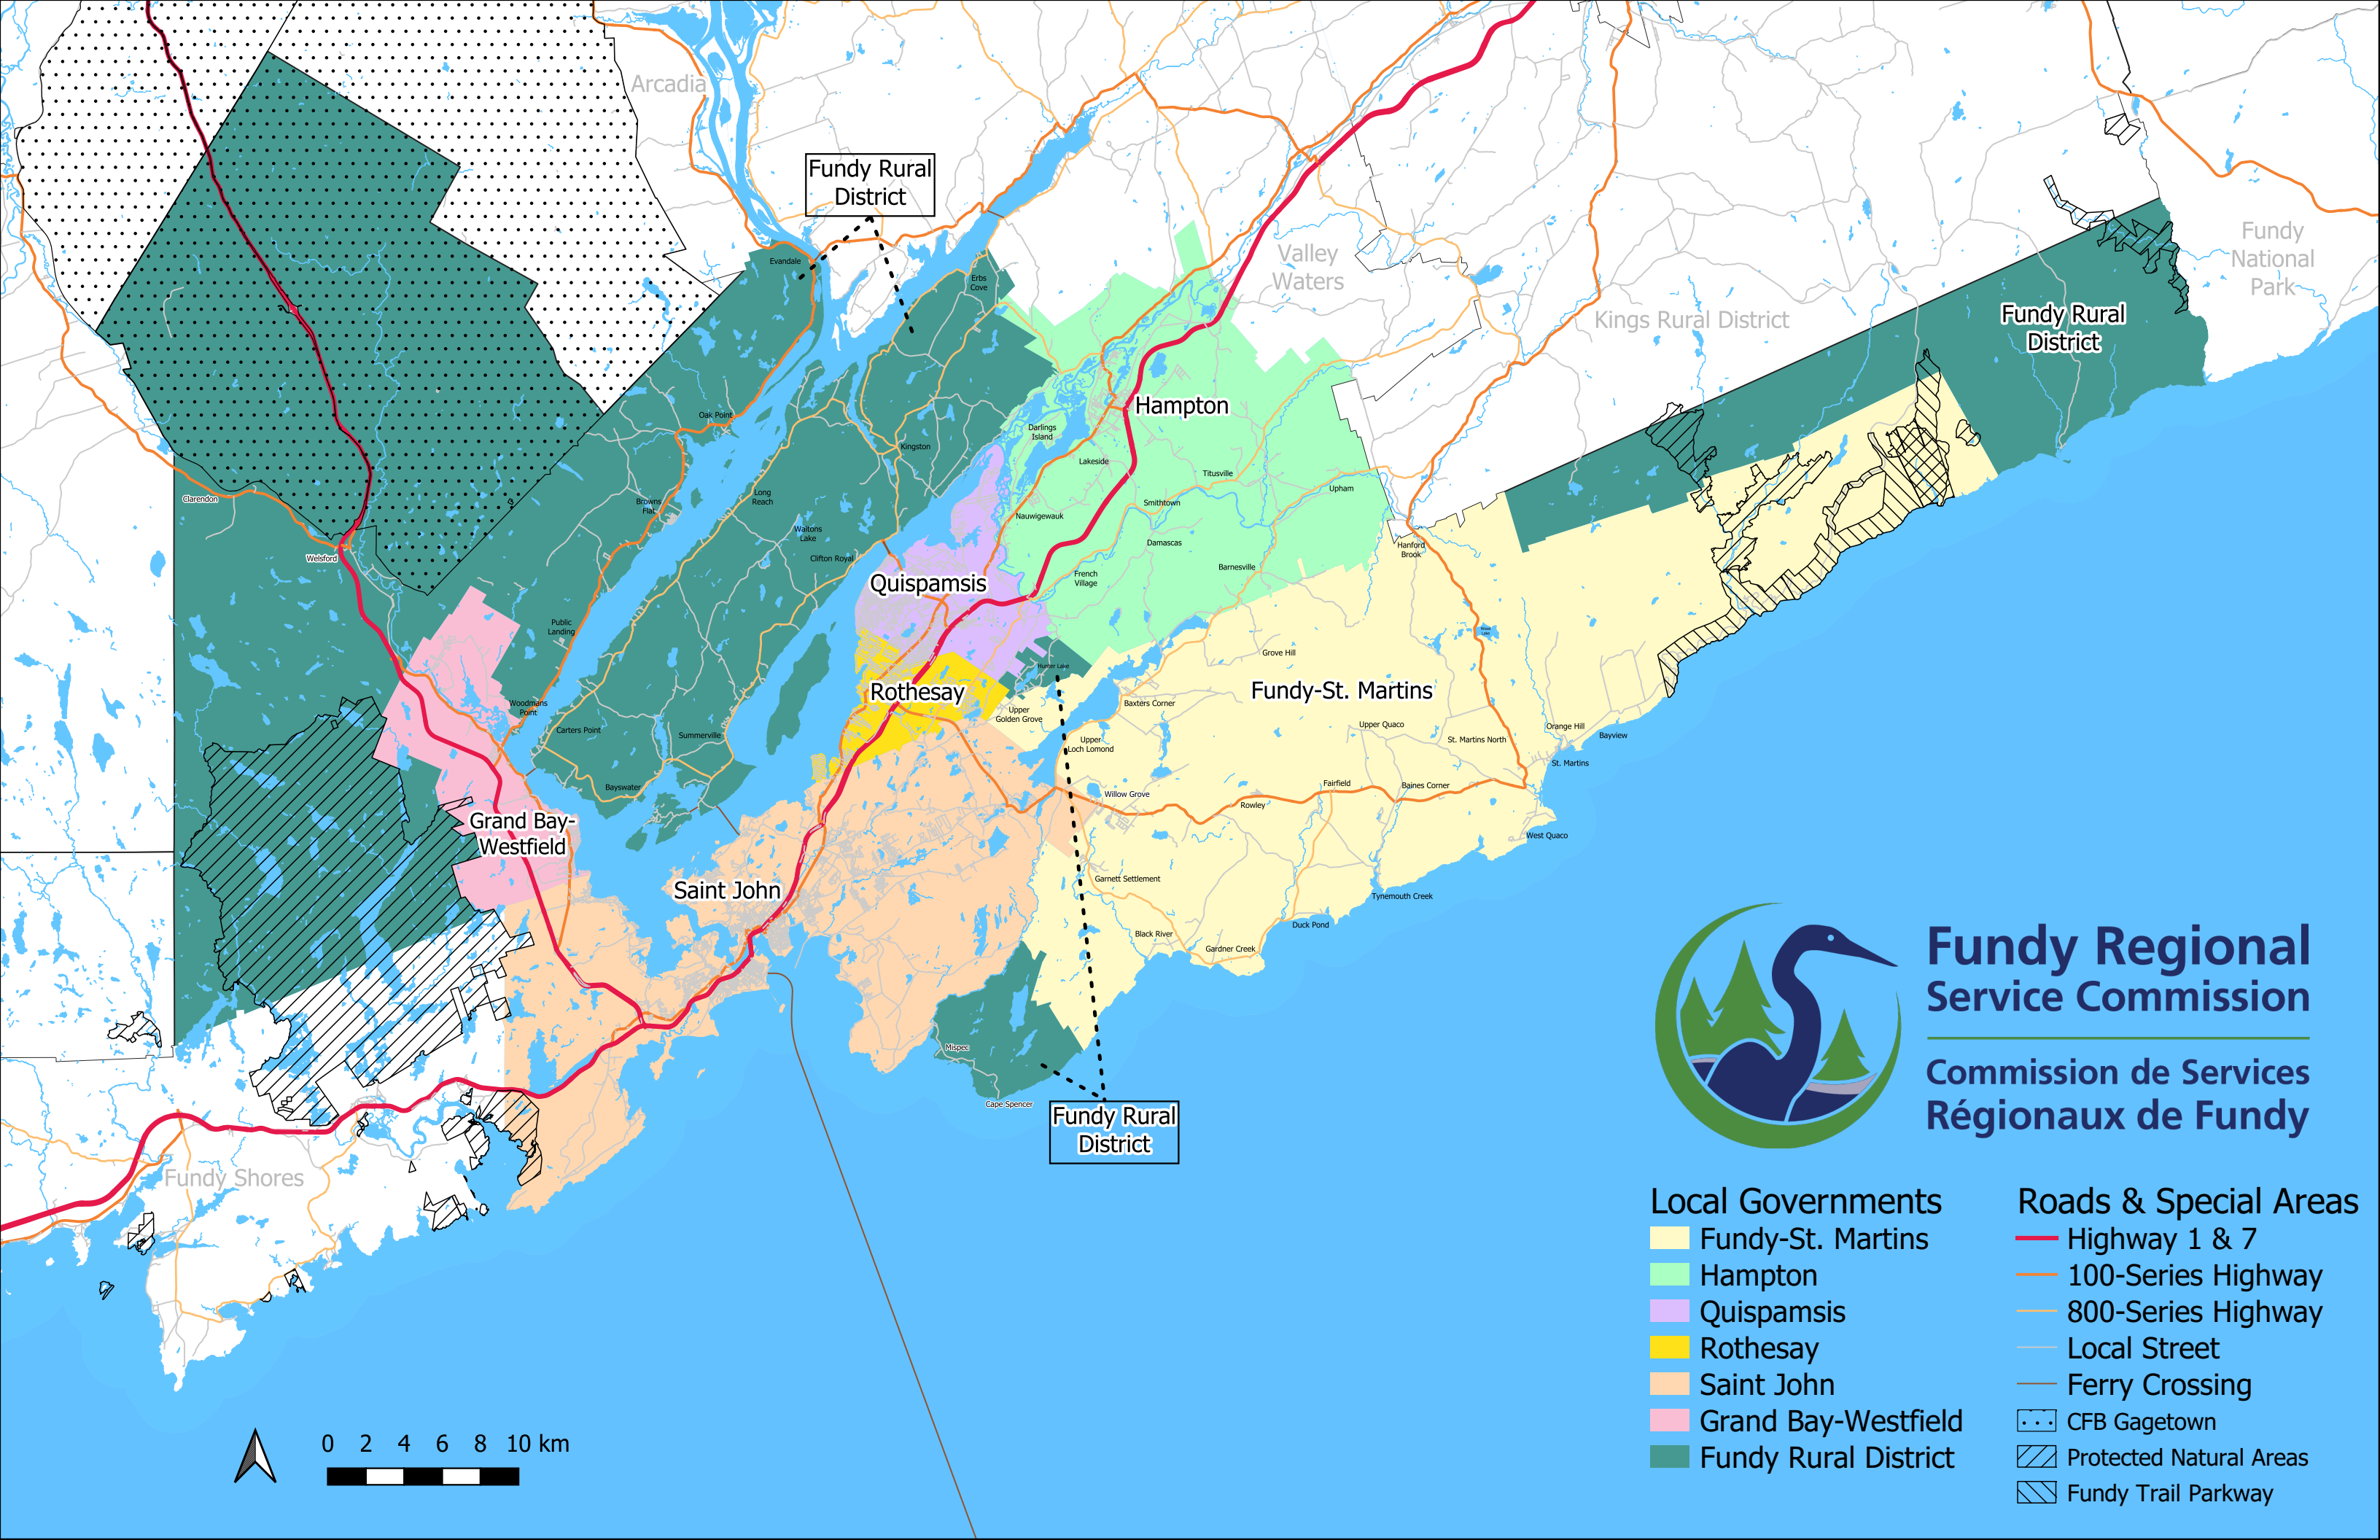 Arcadia
Fundy Rural
District
Valley
Waters
Kings Rural District
Fundy
National
Park
Fundy Rural
District
Evandale
Erbs
Cove
Oak Point
Kingston
Darlings
Island
Hampton
Lakeside
Titusville
Upham
Smithtown
Nauwigewauk
Damascas
Hanford
Brook
Barnesville
French
Village
Clarendon
Welsford
Browns
Flat
Long
Reach
Waitons
Lake
Clifton Royal
Quispamsis
Public
Landing
Grove Hill
Hunter Lake
Rothesay
Fundy-St. Martins
Woodmans
Point
Carters Point
Summerville
Bayswater
Upper
Golden Grove
Baxters Corner
Upper
Loch Lomond
Upper Quaco
St. Martins North
Orange Hill
Bayview
St. Martins
Willow Grove
Rowley
Fairfield
Baines Corner
West Quaco
Grand Bay-
Westfield
Saint John
Garnett Settlement
Tynemouth Creek
Duck Pond
Black River
Gardner Creek
Mispec
Cape Spencer
Fundy Rural
District
Fundy Shores
Fundy Regional
Service Commission
Commission de Services
Régionaux de Fundy
Local Governments
Fundy-St. Martins
Hampton
Quispamsis
Rothesay
Saint John
Grand Bay-Westfield
Fundy Rural District
Roads & Special Areas
Highway 1 & 7
100-Series Highway
800-Series Highway
Local Street
Ferry Crossing
CFB Gagetown
Protected Natural Areas
Fundy Trail Parkway
0 2 4 6 8 10 km